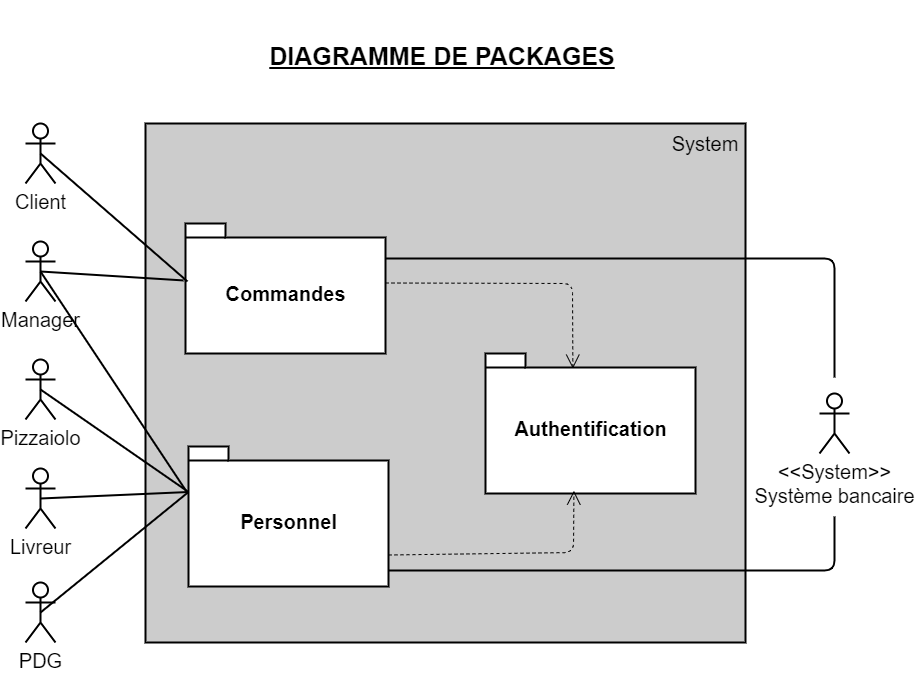 DIAGRAMME DE PACKAGES
System
Client
Commandes
Manager
Authentification
Pizzaiolo
<<System>>
Système bancaire
Personnel
Livreur
PDG